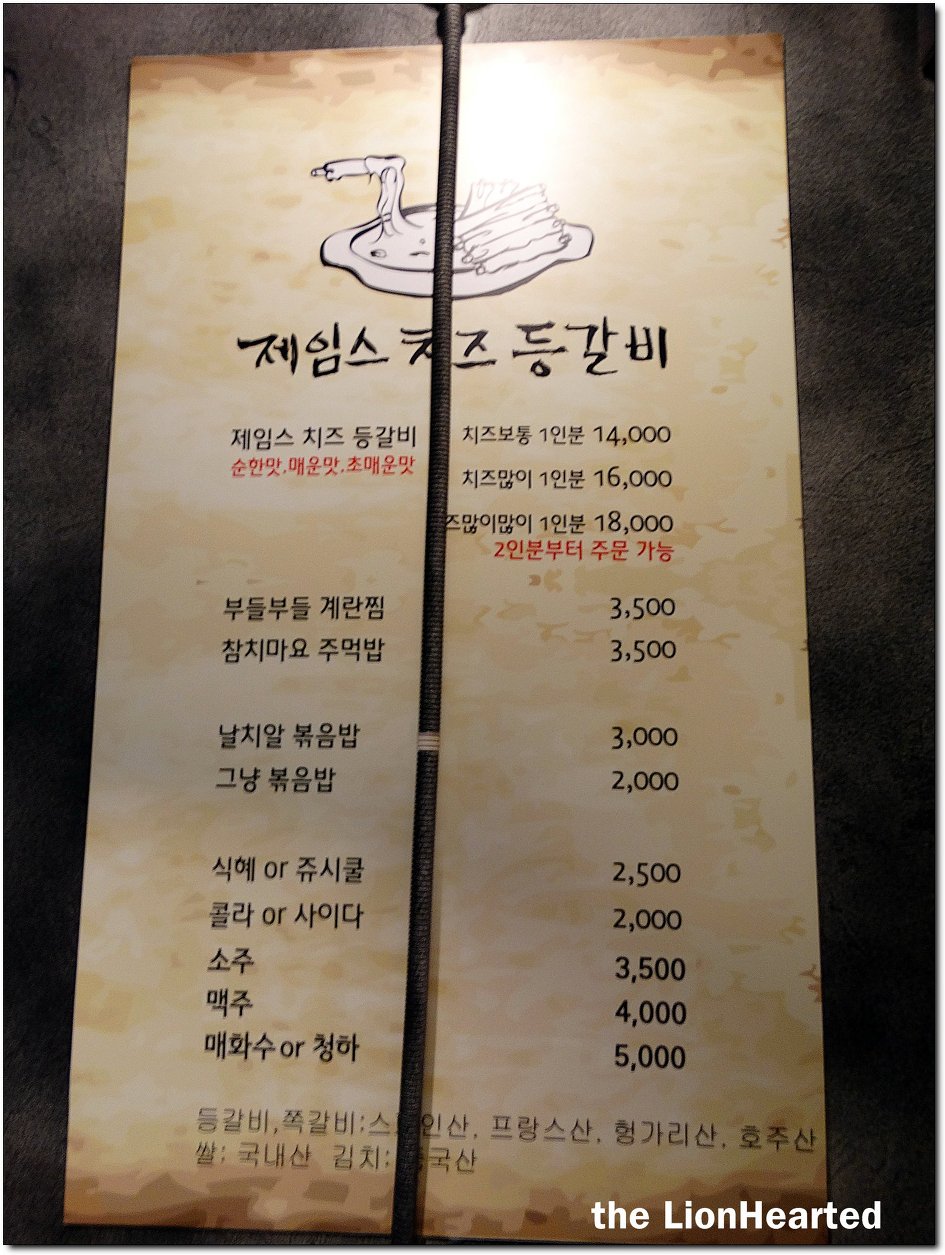 제임스 치즈 등갈비
제임스 치즈 등갈비 치즈보통 1인분 14,000
순한맛.매운맛.초매운맛
치즈많이 1인분 16,000
즈많이많이 1인분 18,000
2인분부터 주문 가능
부들부들 계란찜 3,500
참치마요 주먹밥 3,500
날치알 볶음밥 3,000
그냥 볶음밥 2,000
식혜 or 쥬시쿨 2,500
콜라 or 사이다 2,000
소주 3,500
맥주 4,000
매화수 or 청하 5,000
등갈비,쪽갈비:스 인산, 프랑스산, 헝가리산, 호주산
쌀: 국내산 김치: 국산
the LionHearted